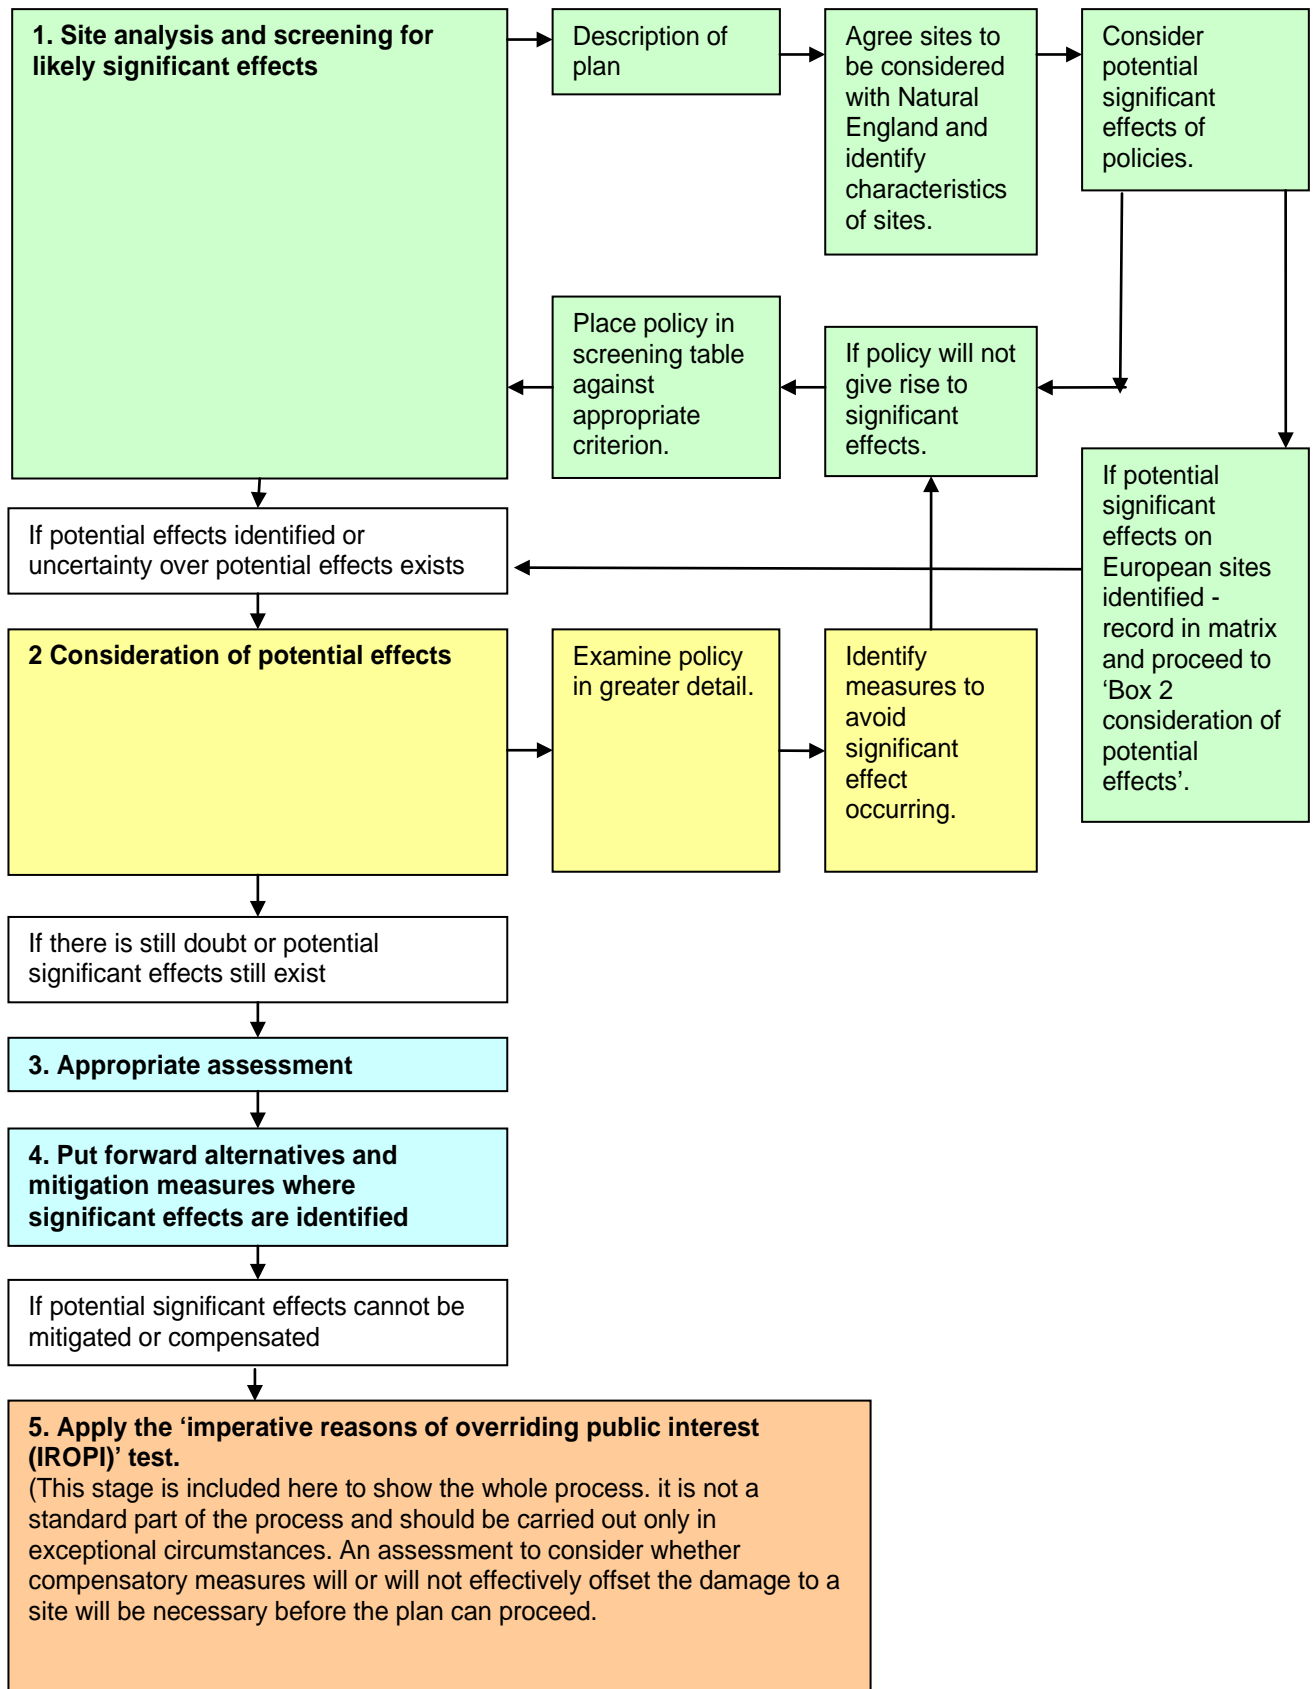 1. Site analysis and screening for
likely significant effects
Description of
plan
Agree sites to
be considered
with Natural
England and
identify
characteristics
of sites.
Consider
potential
significant
effects of
policies.
Place policy in
screening table
against
appropriate
criterion.
If policy will not
give rise to
significant
effects.
If potential
significant
effects on
European sites
identified -
record in matrix
and proceed to
‘Box 2
consideration of
potential
effects’.
If potential effects identified or
uncertainty over potential effects exists
2 Consideration of potential effects
Examine policy
in greater detail.
Identify
measures to
avoid
significant
effect
occurring.
If there is still doubt or potential
significant effects still exist
3. Appropriate assessment
4. Put forward alternatives and
mitigation measures where
significant effects are identified
If potential significant effects cannot be
mitigated or compensated
5. Apply the ‘imperative reasons of overriding public interest
(IROPI)’ test.
(This stage is included here to show the whole process. it is not a
standard part of the process and should be carried out only in
exceptional circumstances. An assessment to consider whether
compensatory measures will or will not effectively offset the damage to a
site will be necessary before the plan can proceed.